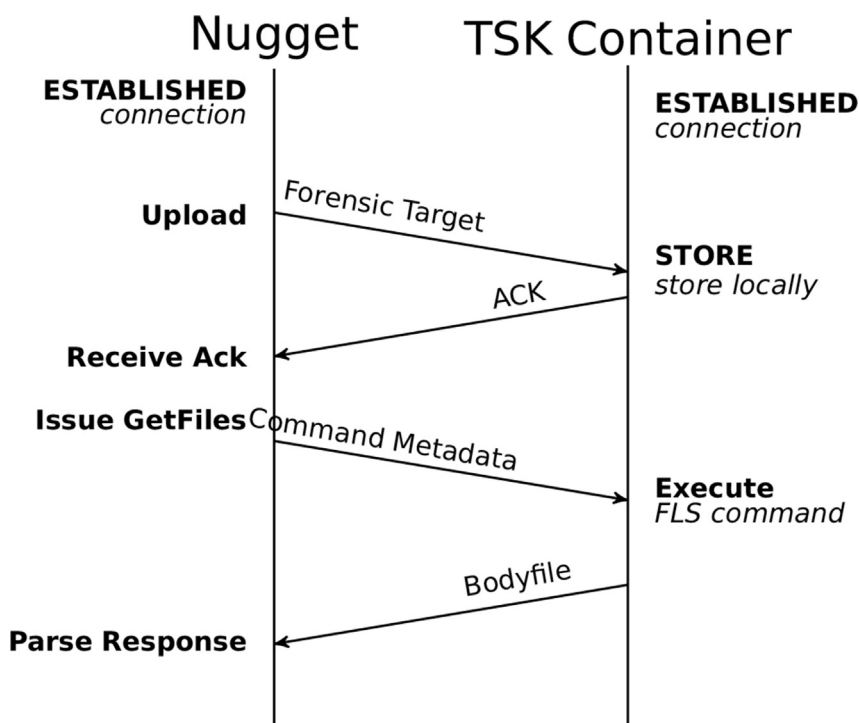 Nugget
TSK Container
ESTABLISHED
connection
ESTABLISHED
connection
Forensic Target
Upload
STORE
store locally
ACK
Receive Ack
Issue GetFiles
Command Metadata
Execute
FLS command
Bodyfile
Parse Response